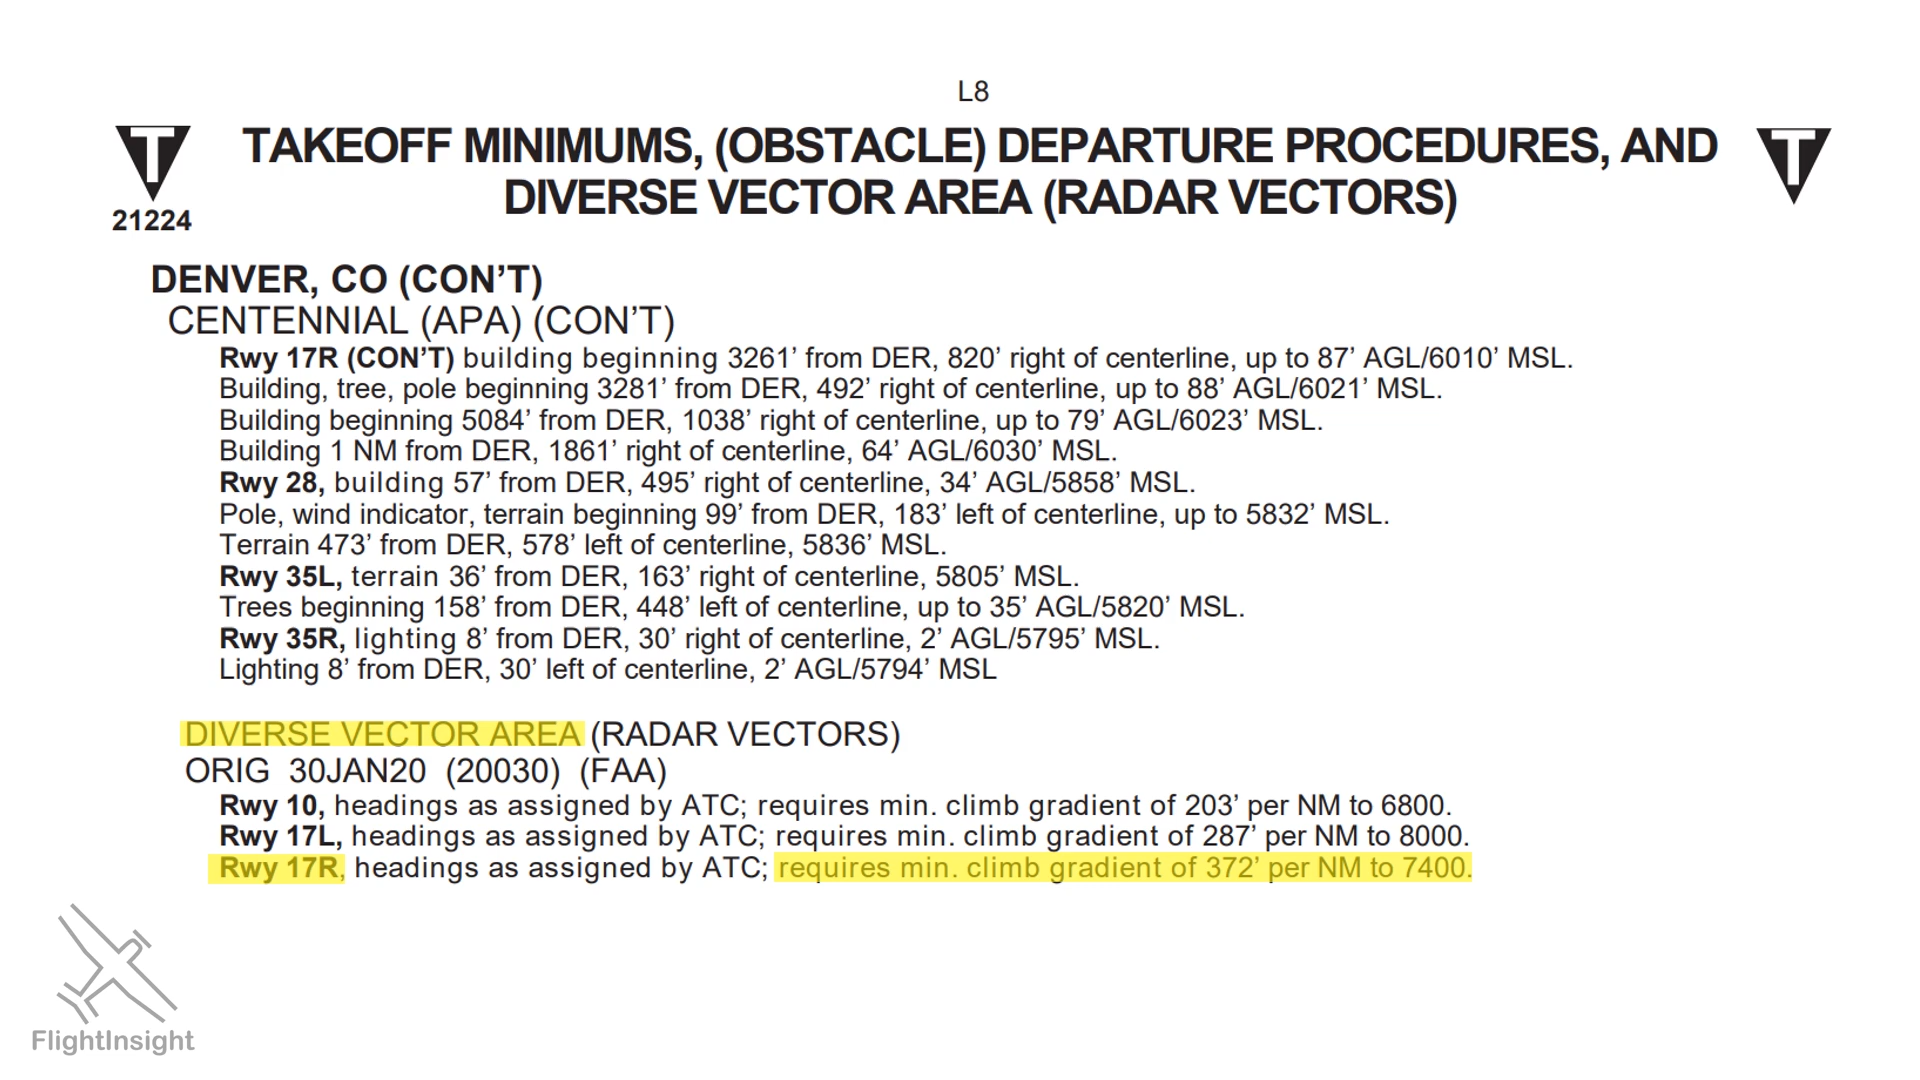 L8
T
TAKEOFF MINIMUMS, (OBSTACLE) DEPARTURE PROCEDURES, AND
T
DIVERSE VECTOR AREA (RADAR VECTORS)
21224
DENVER, CO (CON’T)
CENTENNIAL (APA) (CON’T)
Rwy 17R (CON’T) building beginning 3261’ from DER, 820’ right of centerline, up to 87’ AGL/6010’ MSL.
Building, tree, pole beginning 3281’ from DER, 492’ right of centerline, up to 88’ AGL/6021’ MSL.
Building beginning 5084’ from DER, 1038’ right of centerline, up to 79’ AGL/6023’ MSL.
Building 1 NM from DER, 1861’ right of centerline, 64’ AGL/6030’ MSL.
Rwy 28, building 57’ from DER, 495’ right of centerline, 34’ AGL/5858’ MSL.
Pole, wind indicator, terrain beginning 99’ from DER, 183’ left of centerline, up to 5832’ MSL.
Terrain 473’ from DER, 578’ left of centerline, 5836’ MSL.
Rwy 35L, terrain 36’ from DER, 163’ right of centerline, 5805’ MSL.
Trees beginning 158’ from DER, 448’ left of centerline, up to 35’ AGL/5820’ MSL.
Rwy 35R, lighting 8’ from DER, 30’ right of centerline, 2’ AGL/5795’ MSL.
Lighting 8’ from DER, 30’ left of centerline, 2’ AGL/5794’ MSL
DIVERSE VECTOR AREA (RADAR VECTORS)
ORIG 30JAN20 (20030) (FAA)
Rwy 10, headings as assigned by ATC; requires min. climb gradient of 203’ per NM to 6800.
Rwy 17L, headings as assigned by ATC; requires min. climb gradient of 287’ per NM to 8000.
Rwy 17R, headings as assigned by ATC; requires min. climb gradient of 372’ per NM to 7400.
FlightInsight